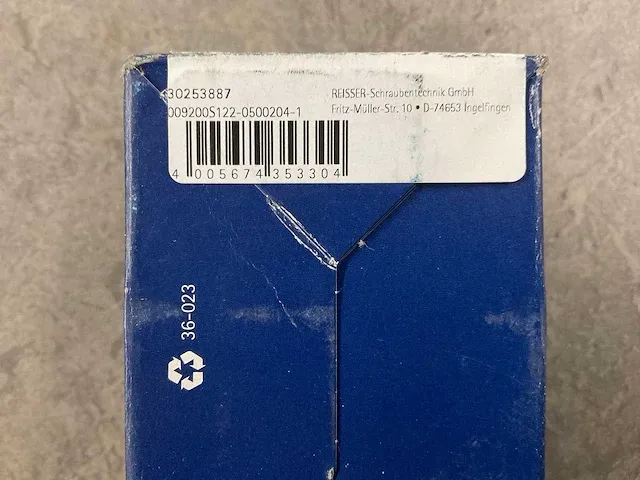 30253887
009200S122-0500204-1
REISSER-Schraubentechnik GmbH
Fritz-Müller-Str. 10 • D-74653 Ingelfingen
4 005674 353304
36-023